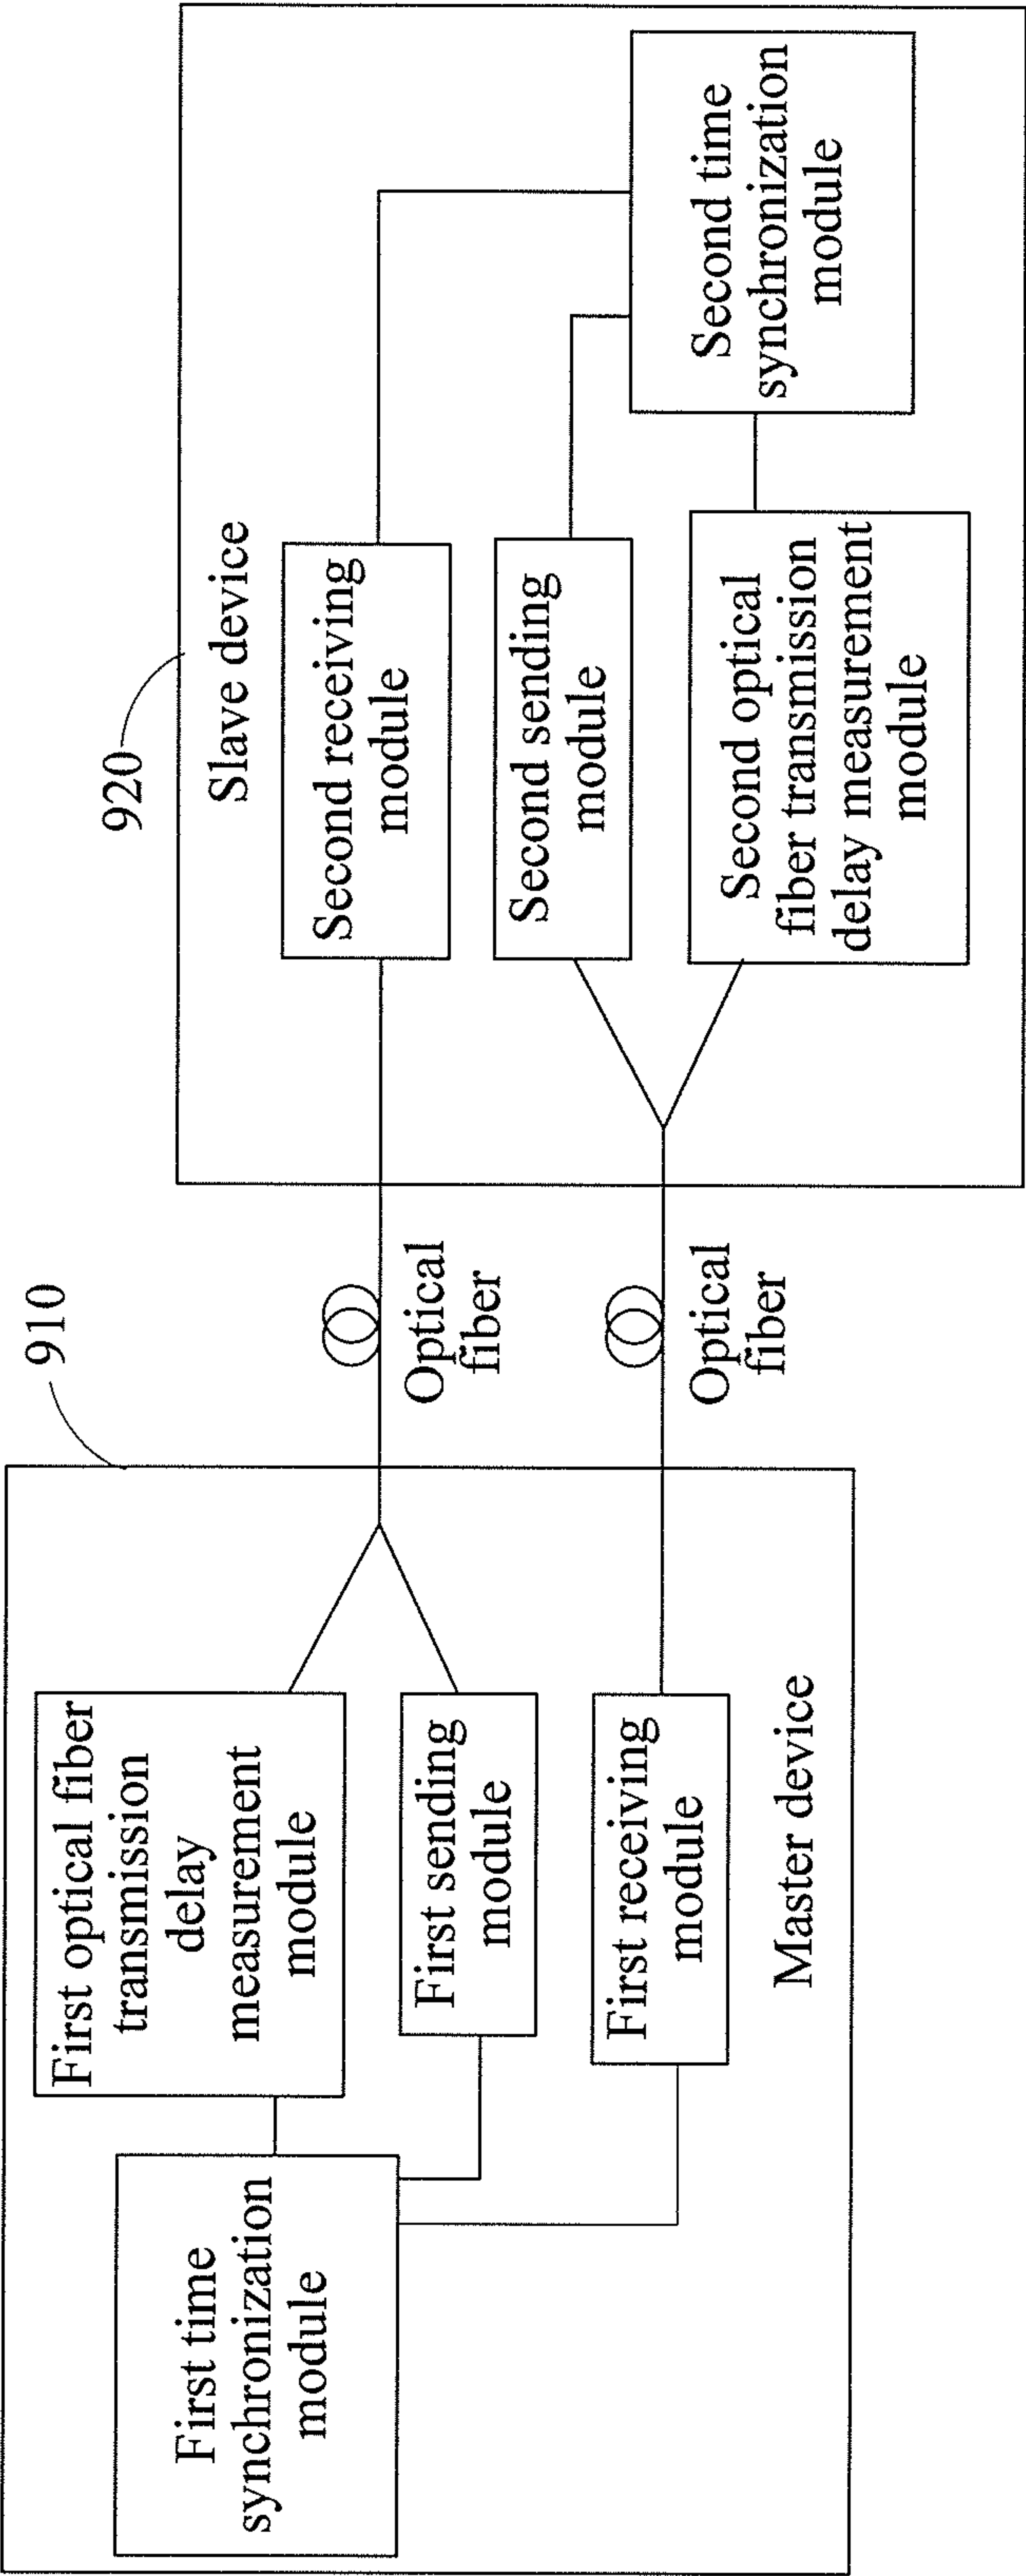 910
920
First optical fiber
transmission
delay
measurement
module
First time
synchronization
module
First sending
module
First receiving
module
Master device
Optical
fiber
Optical
fiber
Slave device
Second receiving
module
Second sending
module
Second optical
fiber transmission
delay measurement
module
Second time
synchronization
module